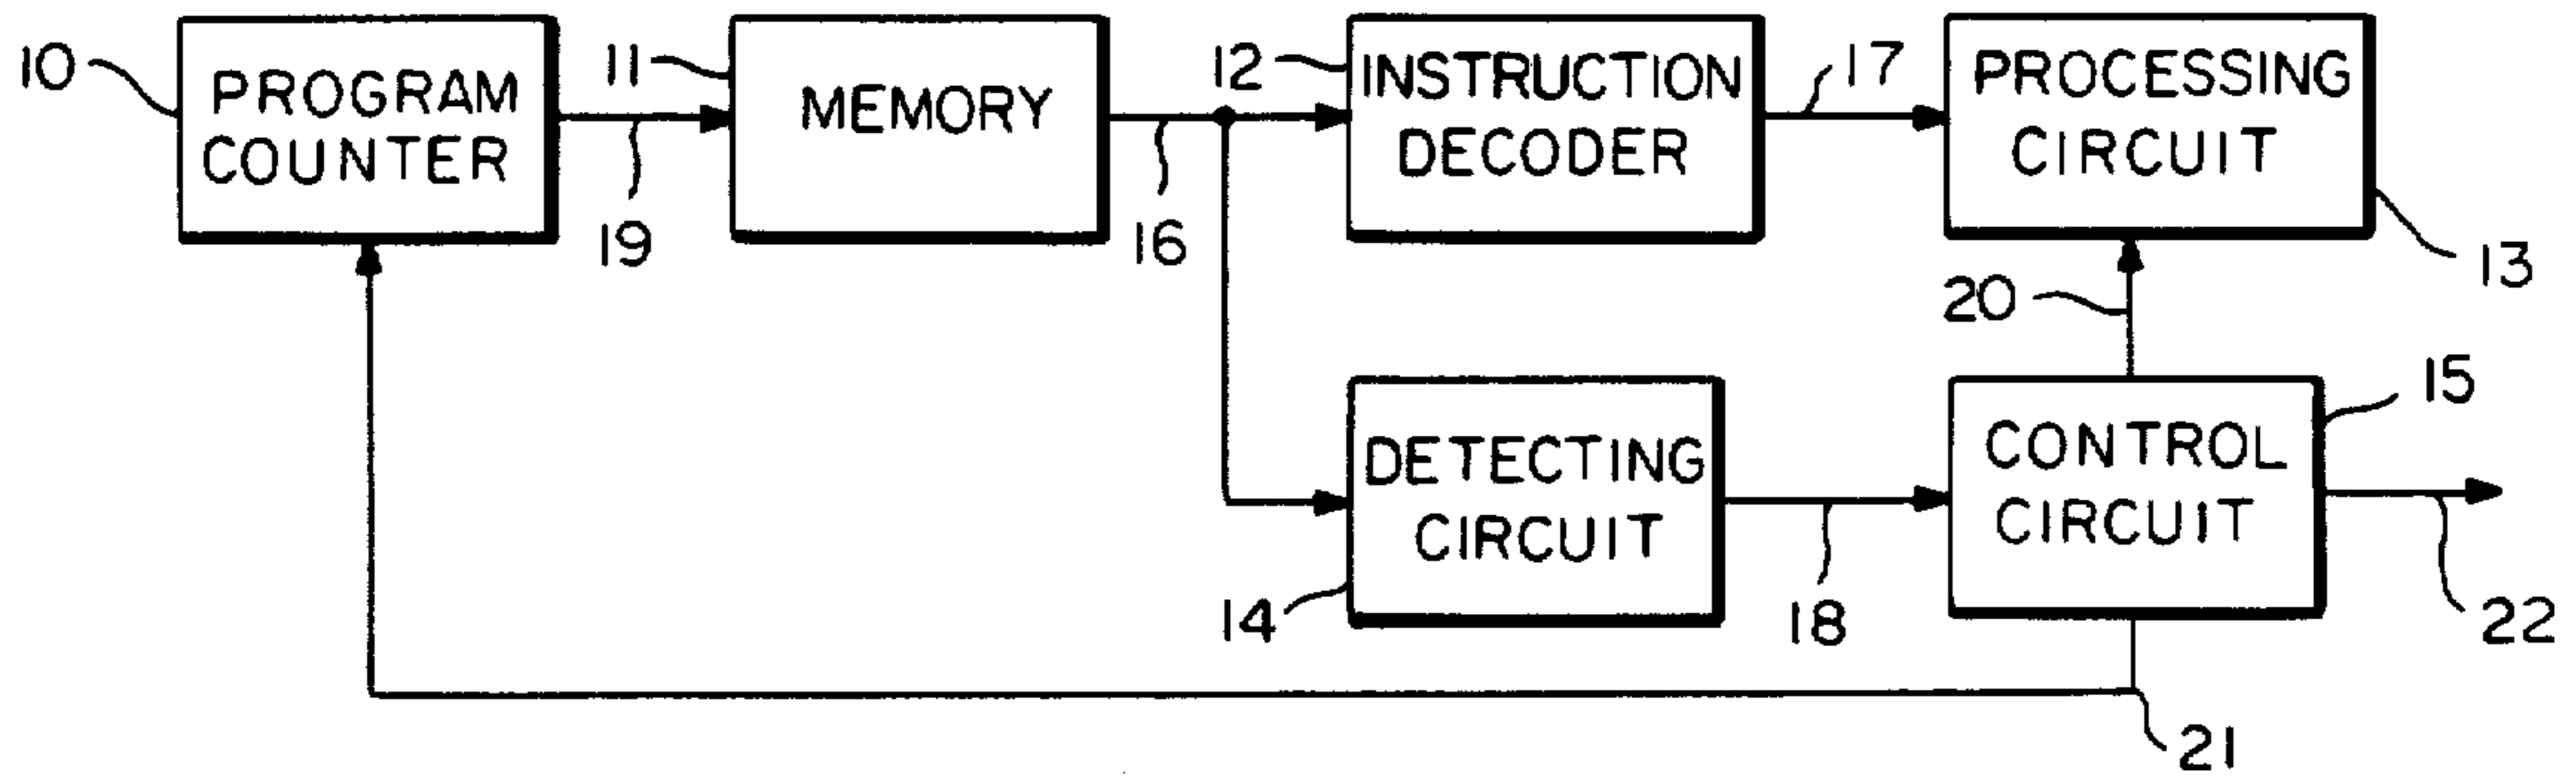 10
PROGRAM
COUNTER
19
11
MEMORY
16
12
INSTRUCTION
DECODER
17
PROCESSING
CIRCUIT
13
20
DETECTING
CIRCUIT
14
18
CONTROL
CIRCUIT
15
22
21